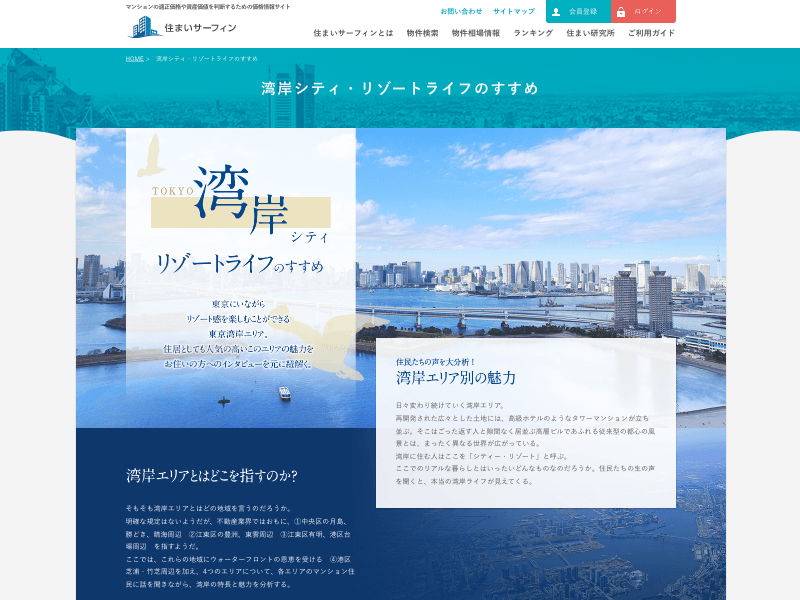 マンションの適正価格や資産価値を判断するための価格情報サイト
住まいサーフィン
お問い合わせ
サイトマップ
会員登録
ログイン
住まいサーフィンとは
物件検索
物件相場情報
ランキング
住まい研究所
ご利用ガイド
HOME > 湾岸シティ・リゾートライフのすすめ
湾岸シティ・リゾートライフのすすめ
TOKYO
湾岸
シティ
リゾートライフのすすめ
東京にいながら
リゾート感を楽しむことができる
東京湾岸エリア。
住居としても人気の高いこのエリアの魅力を
お住いの方へのインタビューを元に紐解く。
住民たちの声を大分析！
湾岸エリア別の魅力
日々変わり続けていく湾岸エリア。
再開発された広々とした土地には、高級ホテルのようなタワーマンションが立ち
並ぶ。そこはごった返す人と隙間なく居並ぶ高層ビルであふれる従来型の都心の風
景とは、まったく異なる世界が広がっている。
湾岸に住む人はここを「シティー・リゾート」と呼ぶ。
ここでのリアルな暮らしとはいったいどんなものなのだろうか。住民たちの生の声
を聞くと、本当の湾岸ライフが見えてくる。
湾岸エリアとはどこを指すのか?
そもそも湾岸エリアとはどの地域を言うのだろうか。
明確な規定はないようだが、不動産業界ではおもに、①中央区の月島、
勝どき、晴海周辺　②江東区の豊洲、東雲周辺　③江東区有明、港区台
場周辺　を指すようだ。
ここでは、これらの地域にウォーターフロントの恩恵を受ける　④港区
芝浦・竹芝周辺を加え、4つのエリアについて、各エリアのマンション住
民に話を聞きながら、湾岸の特長と魅力を分析する。